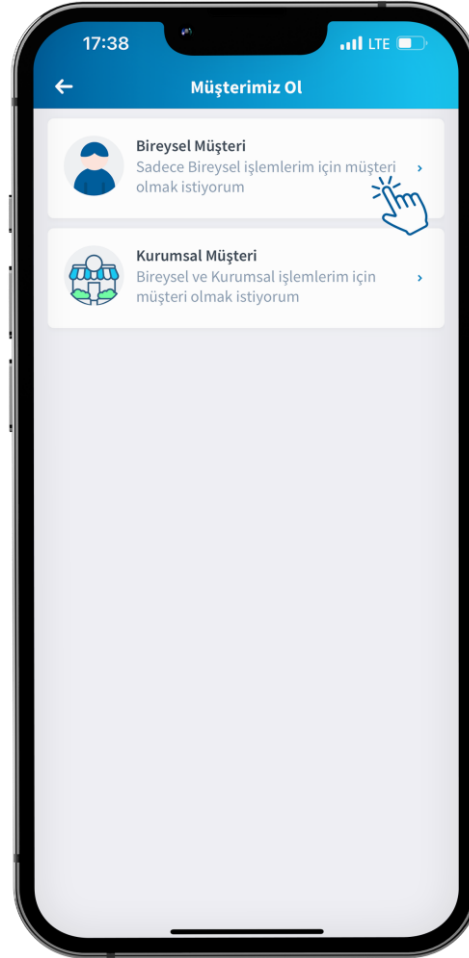 17:38
LTE
Müşterimiz Ol
Bireysel Müşteri
Sadece Bireysel işlemlerim için müşteri
olmak istiyorum
Kurumsal Müşteri
Bireysel ve Kurumsal işlemlerim için
müşteri olmak istiyorum